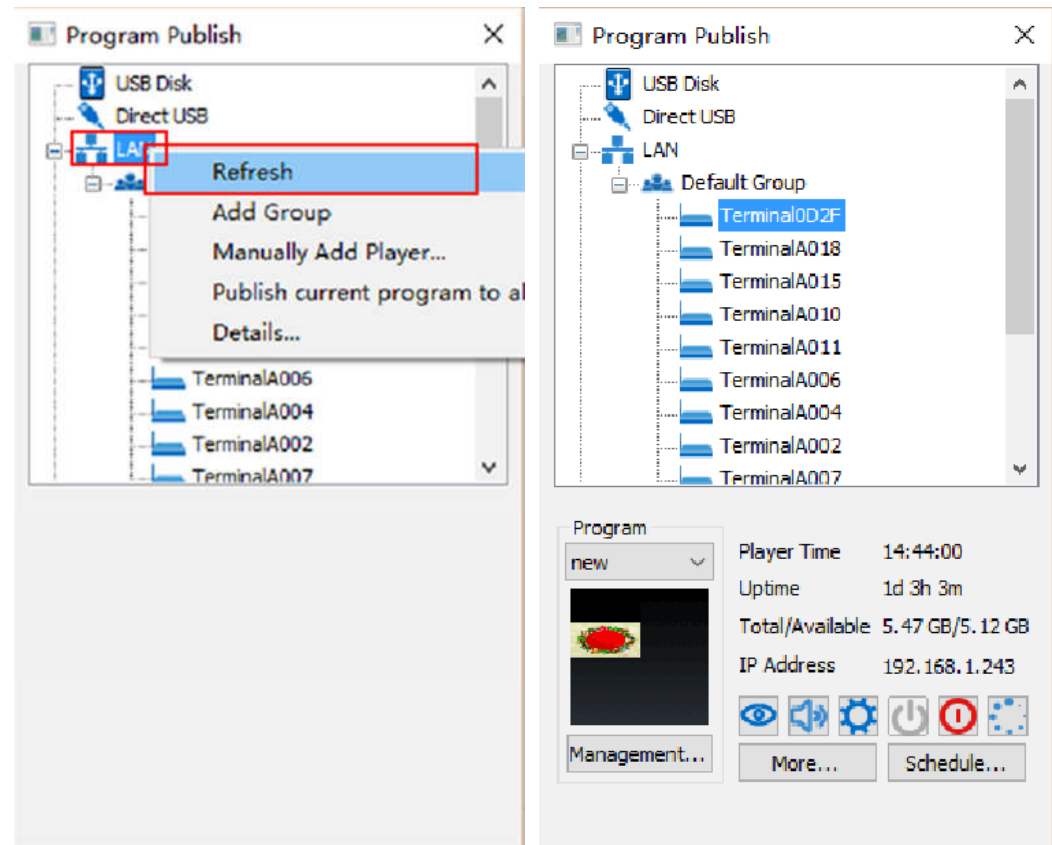 Program Publish
USB Disk
Direct USB
LAN
Refresh
Add Group
Manually Add Player...
Publish current program to al
Details...
TerminalA006
TerminalA004
TerminalA002
TerminalA007
Program Publish
USB Disk
Direct USB
LAN
Default Group
Terminal0D2F
TerminalA018
TerminalA015
TerminalA010
TerminalA011
TerminalA006
TerminalA004
TerminalA002
TerminalA007
Program
new
Management...
Player Time 14:44:00
Uptime 1d 3h 3m
Total/Available 5.47 GB/5.12 GB
IP Address 192.168.1.243
More... Schedule...